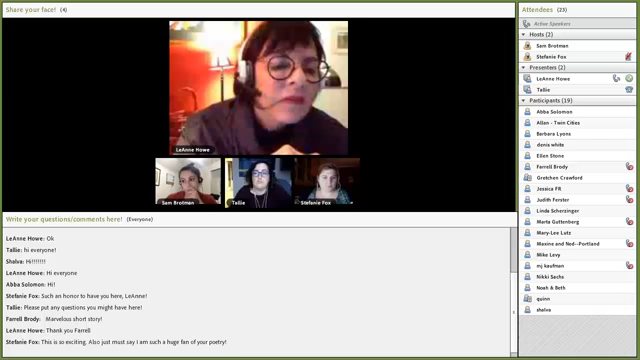 Share your face! (4)
LeAnne Howe
Sam Brotman
Tallie
Stefanie Fox
Write your questions/comments here! (Everyone)
LeAnne Howe: Ok
Tallie: hi everyone!
Shalva: Hi!!!!!!!
LeAnne Howe: Hi everyone
Abba Solomon: Hi!
Stefanie Fox: Such an honor to have you here, LeAnne!
Tallie: Please put any questions you might have here!
Farrell Brody: Marvelous short story!
LeAnne Howe: Thank you Farrell
Stefanie Fox: This is so exciting. Also just must say I am such a huge fan of your poetry!
Attendees (23)
Active Speakers
Hosts (2)
Sam Brotman
Stefanie Fox
Presenters (2)
LeAnne Howe
Tallie
Participants (19)
Abba Solomon
Allan - Twin Cities
Barbara Lyons
denis white
Ellen Stone
Farrell Brody
Gretchen Crawford
Jessica FR
Judith Ferster
Linda Scherzinger
Marta Guttenberg
Mary-Lee Lutz
Maxine and Ned--Portland
Mike Levy
mj kaufman
Nikki Sachs
Noah & Beth
quinn
shalva